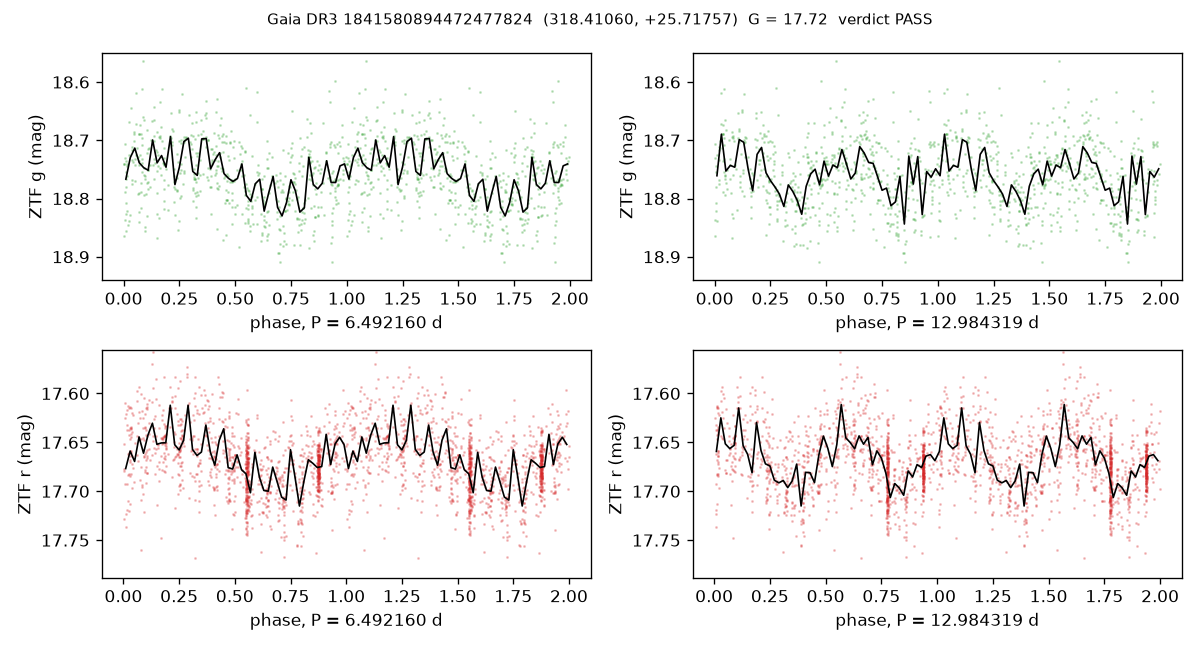 Gaia DR3 1841580894472477824  (318.41060, +25.71757)  G = 17.72  verdict PASS
ZTF g (mag)
18.6
18.7
18.8
18.9
0.00 0.25 0.50 0.75 1.00 1.25 1.50 1.75 2.00
phase, P = 6.492160 d
ZTF g (mag)
18.6
18.7
18.8
18.9
0.00 0.25 0.50 0.75 1.00 1.25 1.50 1.75 2.00
phase, P = 12.984319 d
ZTF r (mag)
17.60
17.65
17.70
17.75
0.00 0.25 0.50 0.75 1.00 1.25 1.50 1.75 2.00
phase, P = 6.492160 d
ZTF r (mag)
17.60
17.65
17.70
17.75
0.00 0.25 0.50 0.75 1.00 1.25 1.50 1.75 2.00
phase, P = 12.984319 d